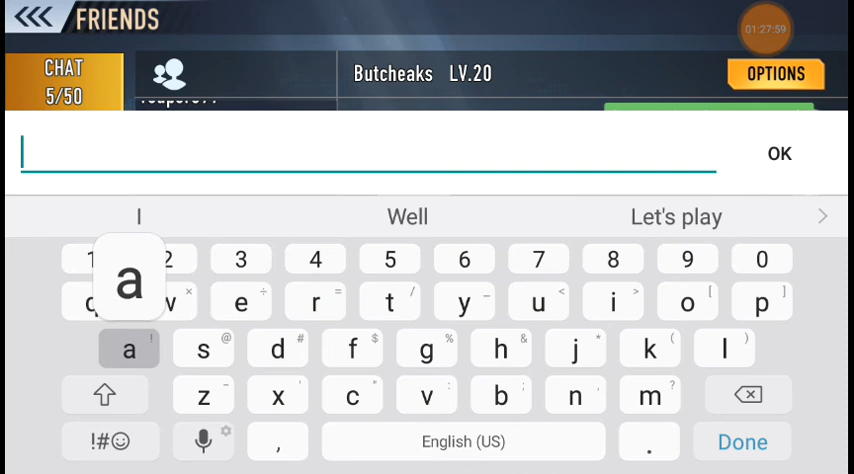 FRIENDS
01:27:59
CHAT
5/50
Butcheaks LV.20
OPTIONS
OK
I Well Let's play
1 2 3 4 5 6 7 8 9 0
a
q w × e ÷ r = t / y _ u < i > o [ p ]
a ! s @ d # f $ g % h & j * k ( l )
z - x ' c " v : b ; n , m ?
!#☺ , English (US) . Done